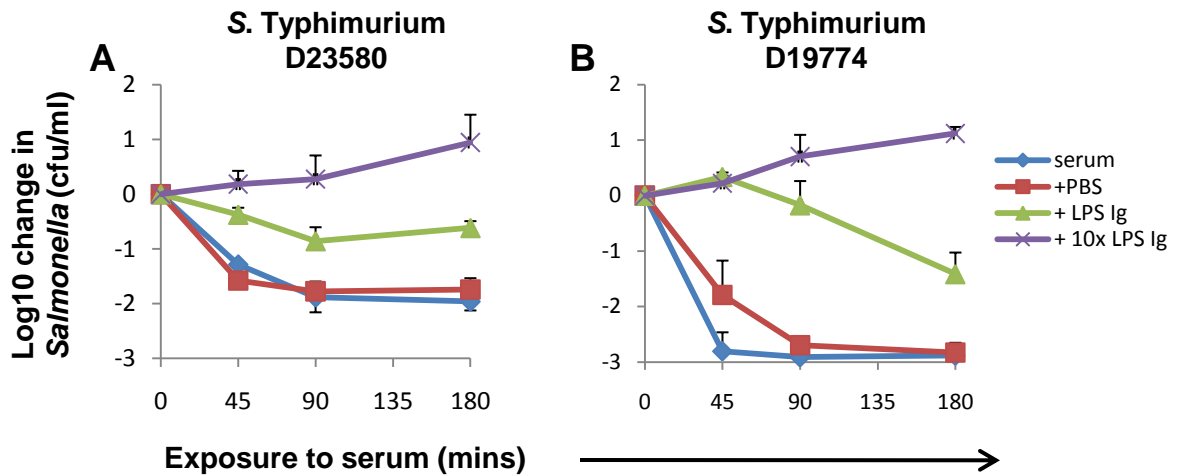 S. Typhimurium
D23580
S. Typhimurium
D19774
A
B
Log10 change in
Salmonella (cfu/ml)
2
1
0
-1
-2
-3
0 45 90 135 180
2
1
0
-1
-2
-3
0 45 90 135 180
serum
+PBS
+ LPS Ig
+ 10x LPS Ig
Exposure to serum (mins)